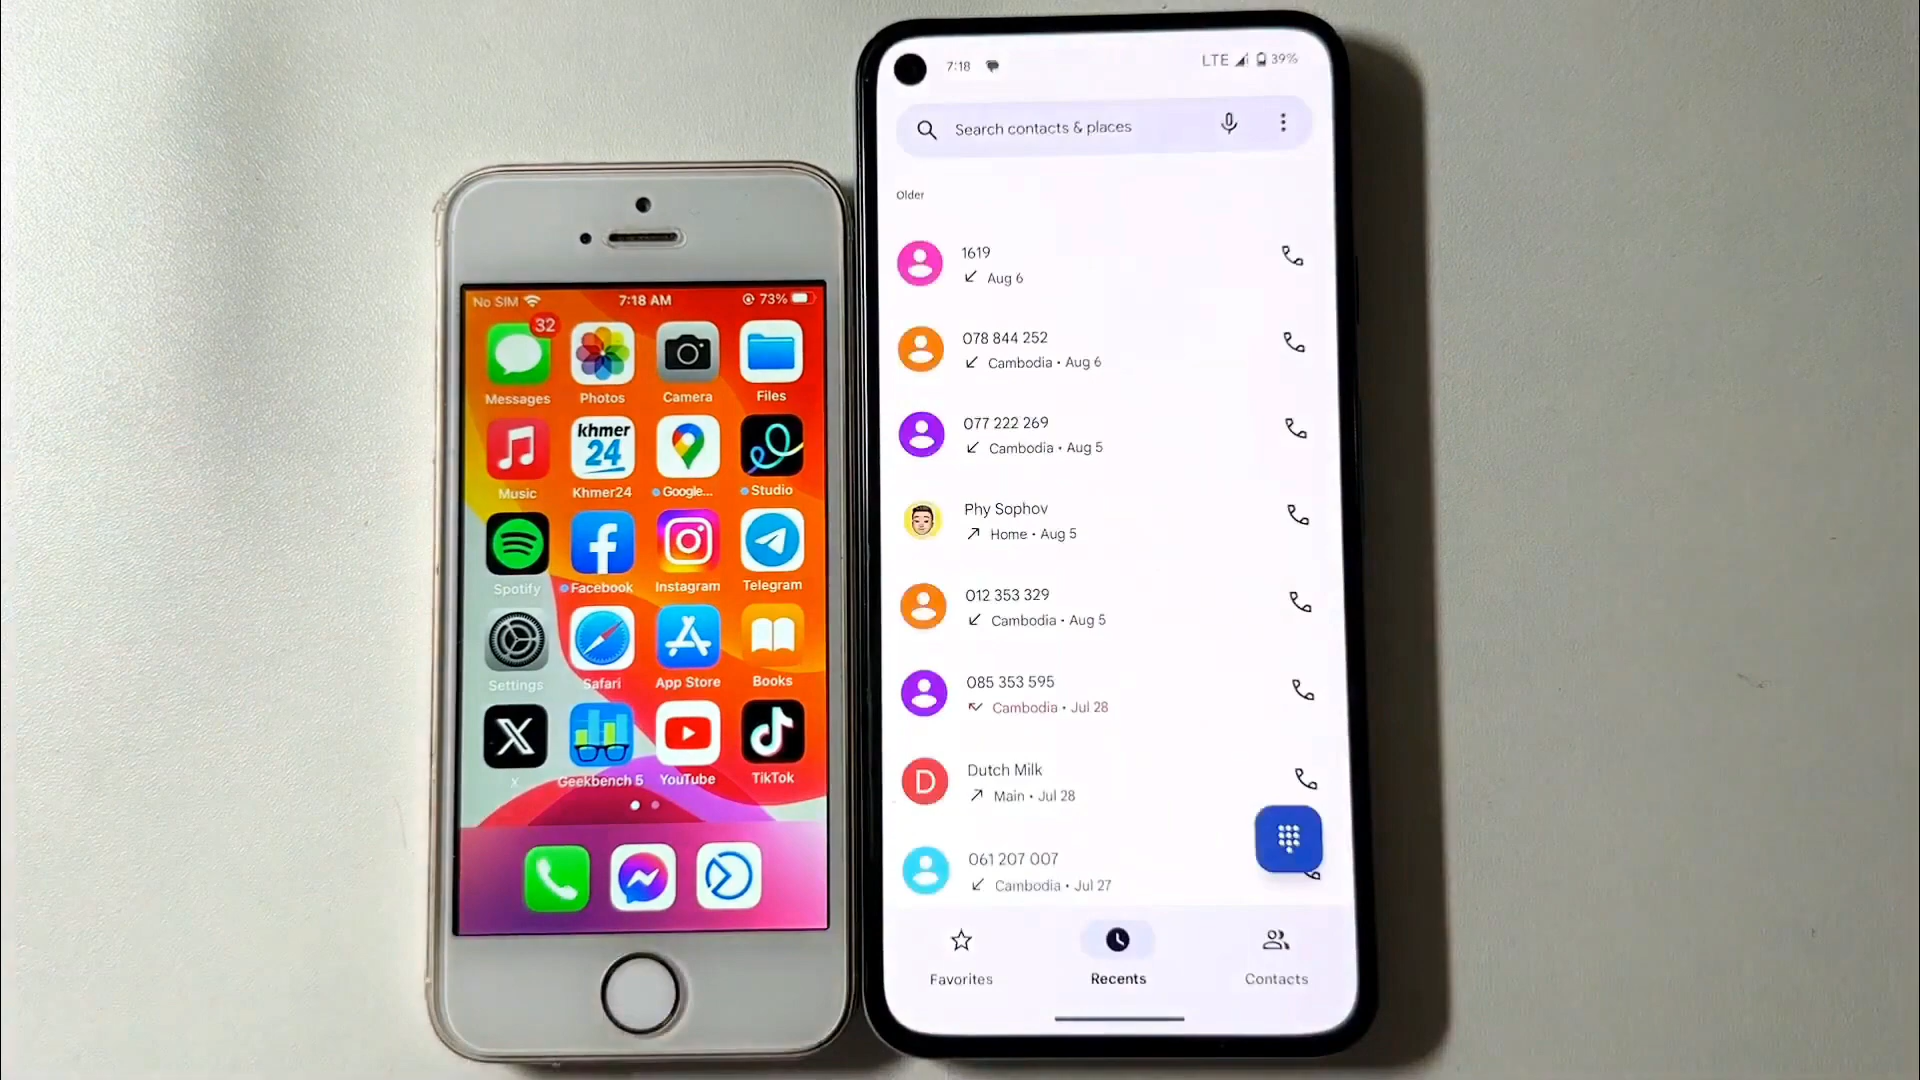 No SIM
7:18 AM
73%
32
Messages
Photos
Camera
Files
khmer
24
Music
Khmer24
Google...
Studio
Spotify
Facebook
Instagram
Telegram
Settings
Safari
App Store
Books
X
Geekbench 5
YouTube
TikTok
7:18
LTE
39%
Search contacts & places
Older
1619
Aug 6
078 844 252
Cambodia • Aug 6
077 222 269
Cambodia • Aug 5
Phy Sophov
Home • Aug 5
012 353 329
Cambodia • Aug 5
085 353 595
Cambodia • Jul 28
D
Dutch Milk
Main • Jul 28
061 207 007
Cambodia • Jul 27
Favorites
Recents
Contacts